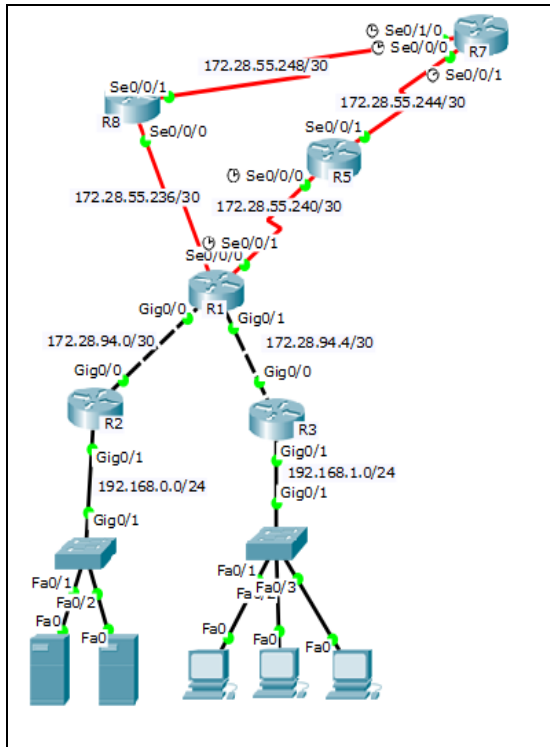 Se0/1/0
R7
Se0/0/0
Se0/0/1
172.28.55.248/30
172.28.55.244/30
Se0/0/1
R8
Se0/0/0
Se0/0/1
R5
Se0/0/0
172.28.55.236/30
172.28.55.240/30
Se0/0/1
Se0/0/0
R1
Gig0/0
Gig0/1
172.28.94.0/30
172.28.94.4/30
Gig0/0
Gig0/0
R2
R3
Gig0/1
Gig0/1
192.168.0.0/24
192.168.1.0/24
Gig0/1
Gig0/1
Fa0/1
Fa0/2
Fa0/1
Fa0/3
Fa0
Fa0
Fa0
Fa0
Fa0